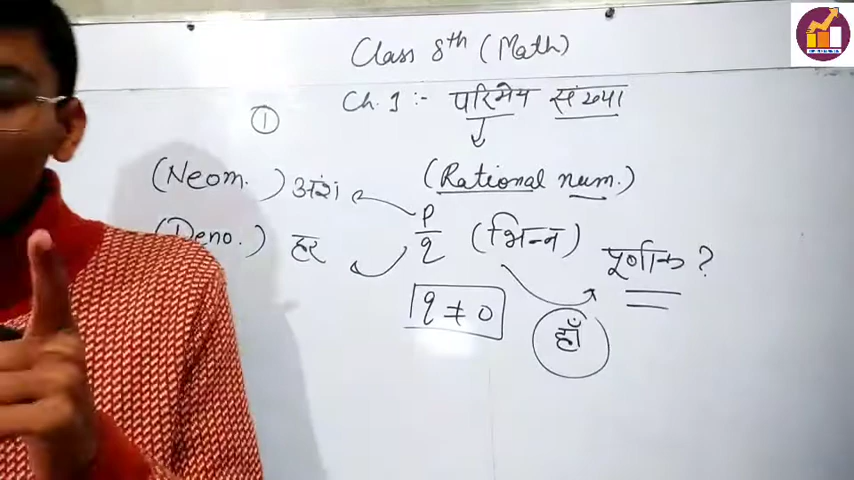 Class 8th (Math)
Ch. 1 :- परिमेय संख्या
①
(Rational num.)
(Neom. ) अंश
p/q (भिन्न)
(Deno. ) हर
पूर्णांक ?
q ≠ 0
हाँ